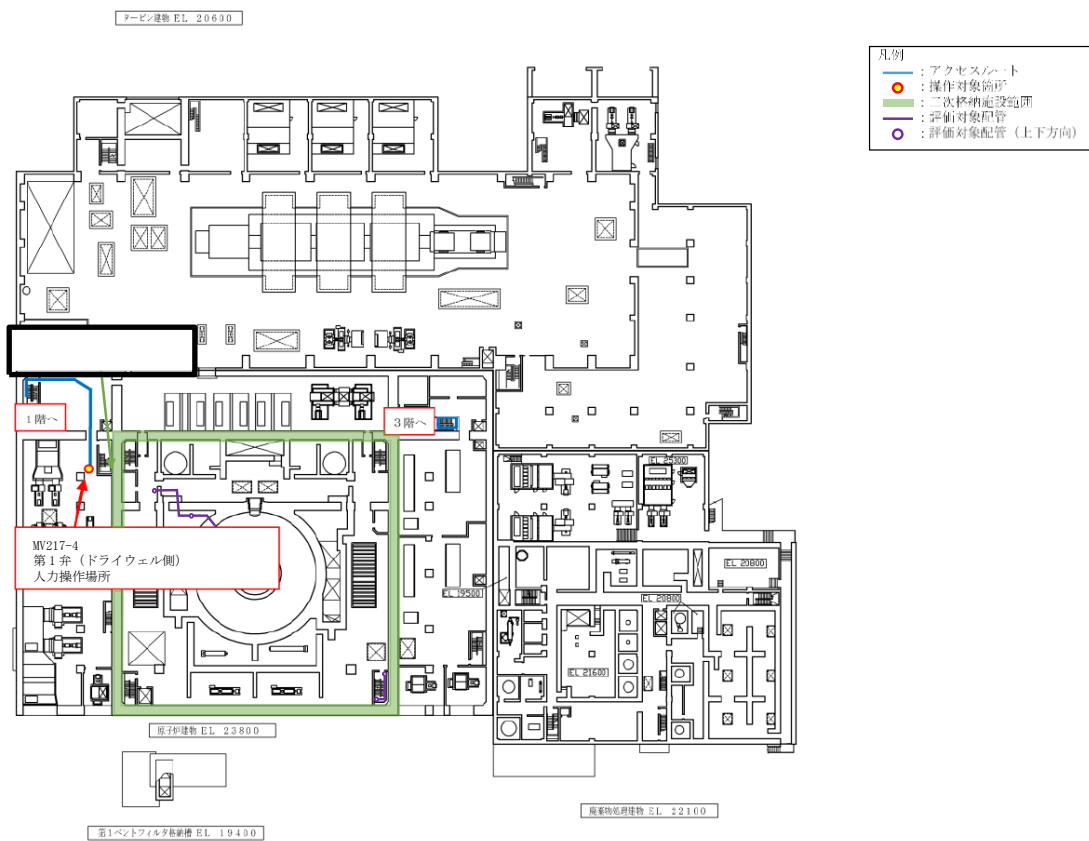 タービン建物 EL 20600
凡例
：アクセスルート
：操作対象箇所
：二次格納施設範囲
：評価対象配管
：評価対象配管（上下方向）
1階へ
3階へ
EL 25300
MV217-4
第1弁（ドライウェル側）
人力操作場所
EL 19500
EL 20800
EL 20800
EL 21600
原子炉建物 EL 23800
廃棄物処理建物 EL 22100
第1ベントフィルタ格納槽 EL 19400